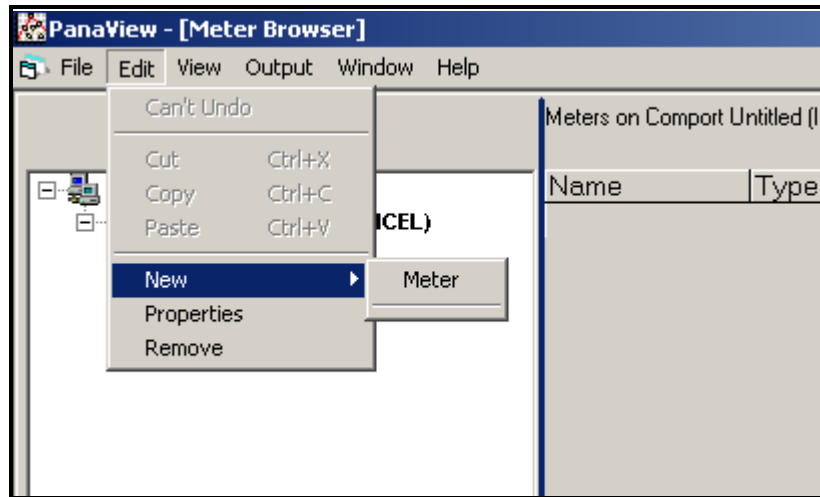 PanaView - [Meter Browser]
File Edit View Output Window Help
Can't Undo
Meters on Comport Untitled (I
Cut Ctrl+X
Copy Ctrl+C
Name Type
Paste Ctrl+V
ICEL)
New Meter
Properties
Remove